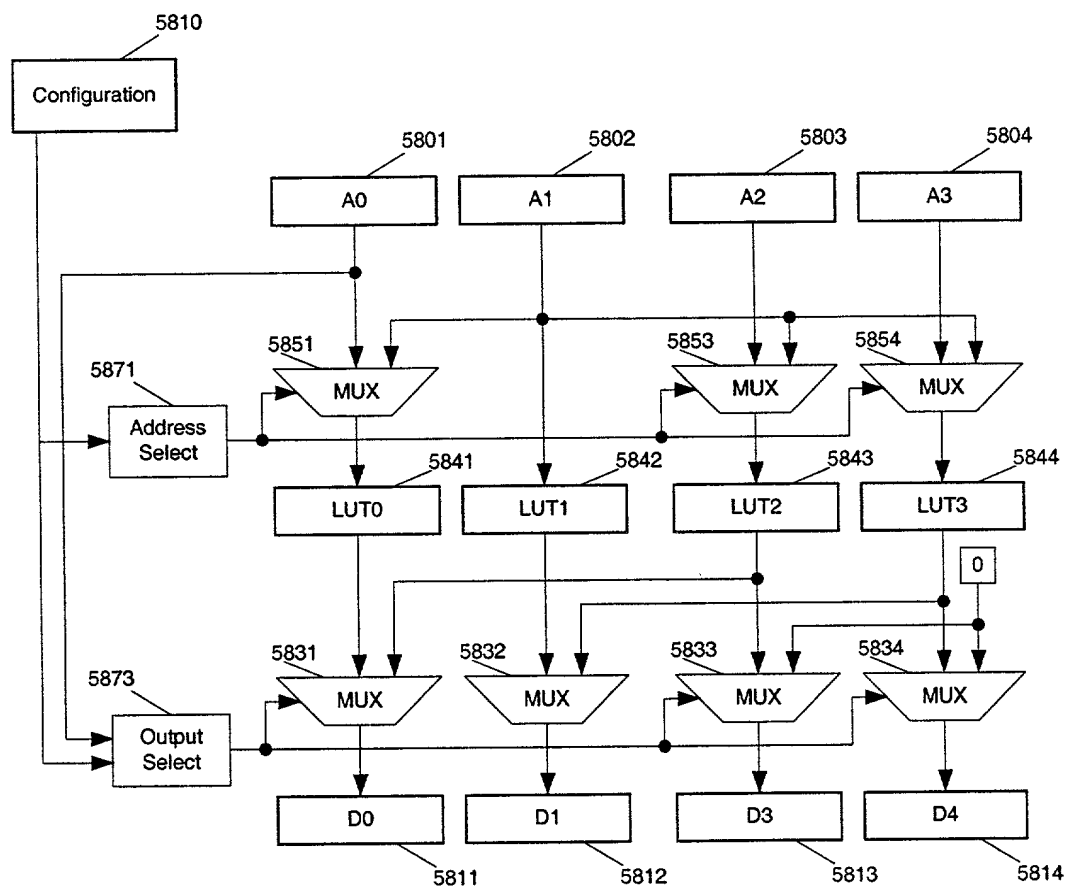 5810
Configuration
5801
5802
5803
5804
A0
A1
A2
A3
5851
5853
5854
5871
MUX
MUX
MUX
Address
Select
5841
5842
5843
5844
LUT0
LUT1
LUT2
LUT3
0
5831
5832
5833
5834
5873
MUX
MUX
MUX
MUX
Output
Select
D0
D1
D3
D4
5811
5812
5813
5814